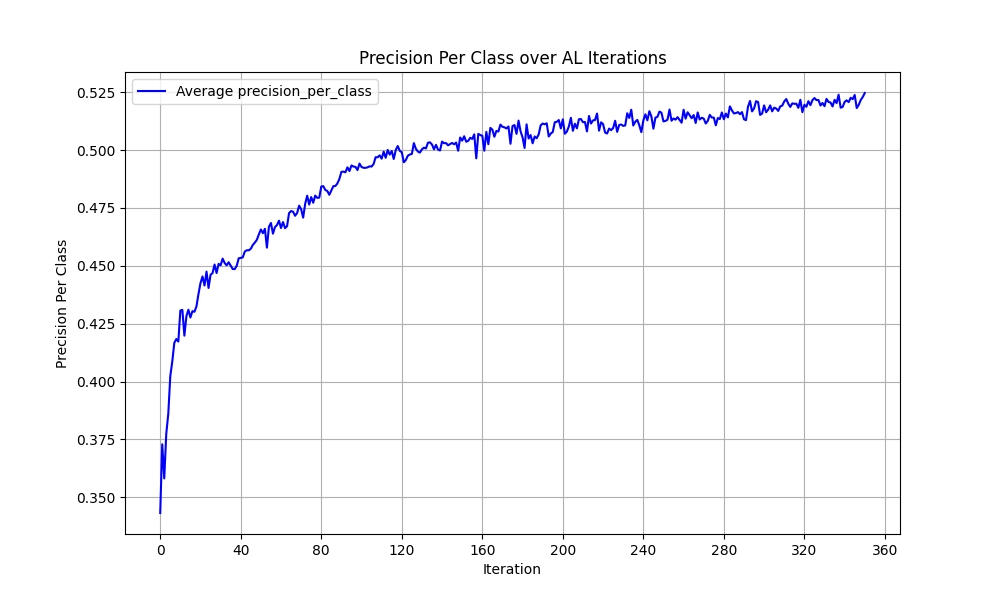 Precision Per Class over AL Iterations
Average precision_per_class
Precision Per Class
0.525
0.500
0.475
0.450
0.425
0.400
0.375
0.350
0 40 80 120 160 200 240 280 320 360
Iteration